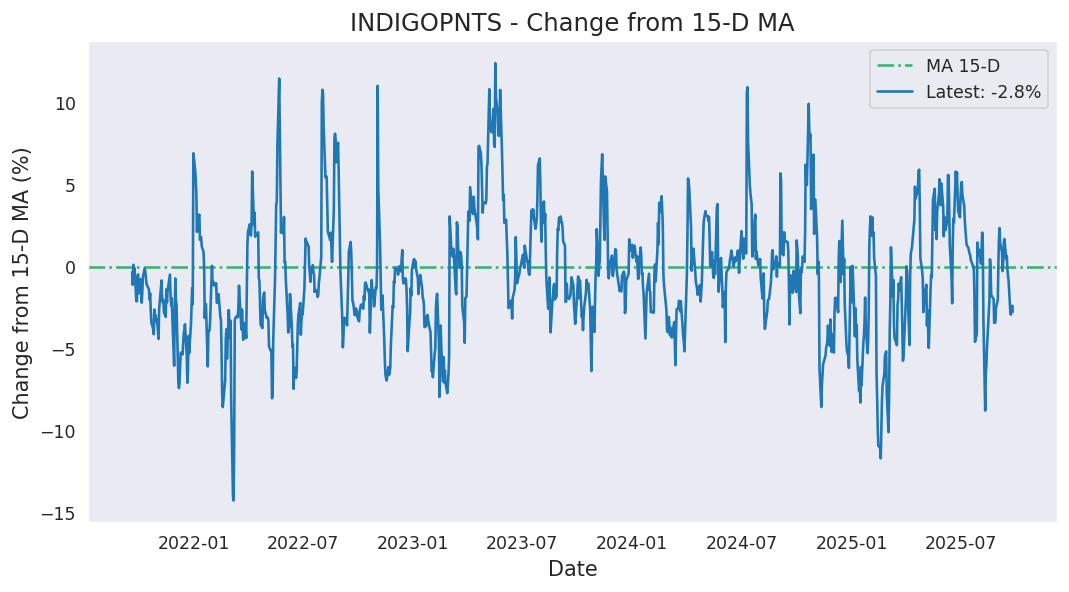 INDIGOPNTS - Change from 15-D MA
MA 15-D
Latest: -2.8%
Change from 15-D MA (%)
10
5
0
−5
−10
−15
2022-01 2022-07 2023-01 2023-07 2024-01 2024-07 2025-01 2025-07
Date